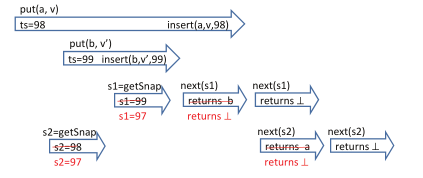 put(a, v)
ts=98 insert(a,v,98)
put(b, v’)
ts=99 insert(b,v’,99)
s1=getSnap next(s1) next(s1)
s1=99 returns b returns ⊥
s1=97 returns ⊥
s2=getSnap next(s2) next(s2)
s2=98 returns a returns ⊥
s2=97 returns ⊥